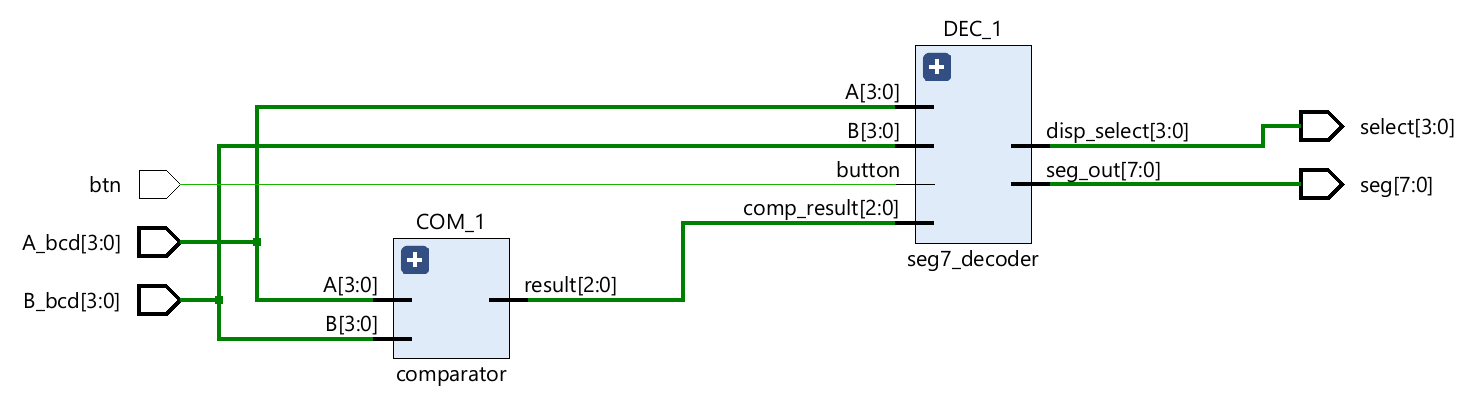 DEC_1
A[3:0]
B[3:0]
disp_select[3:0]
select[3:0]
btn
button
seg_out[7:0]
seg[7:0]
comp_result[2:0]
COM_1
A_bcd[3:0]
seg7_decoder
A[3:0]
result[2:0]
B_bcd[3:0]
B[3:0]
comparator